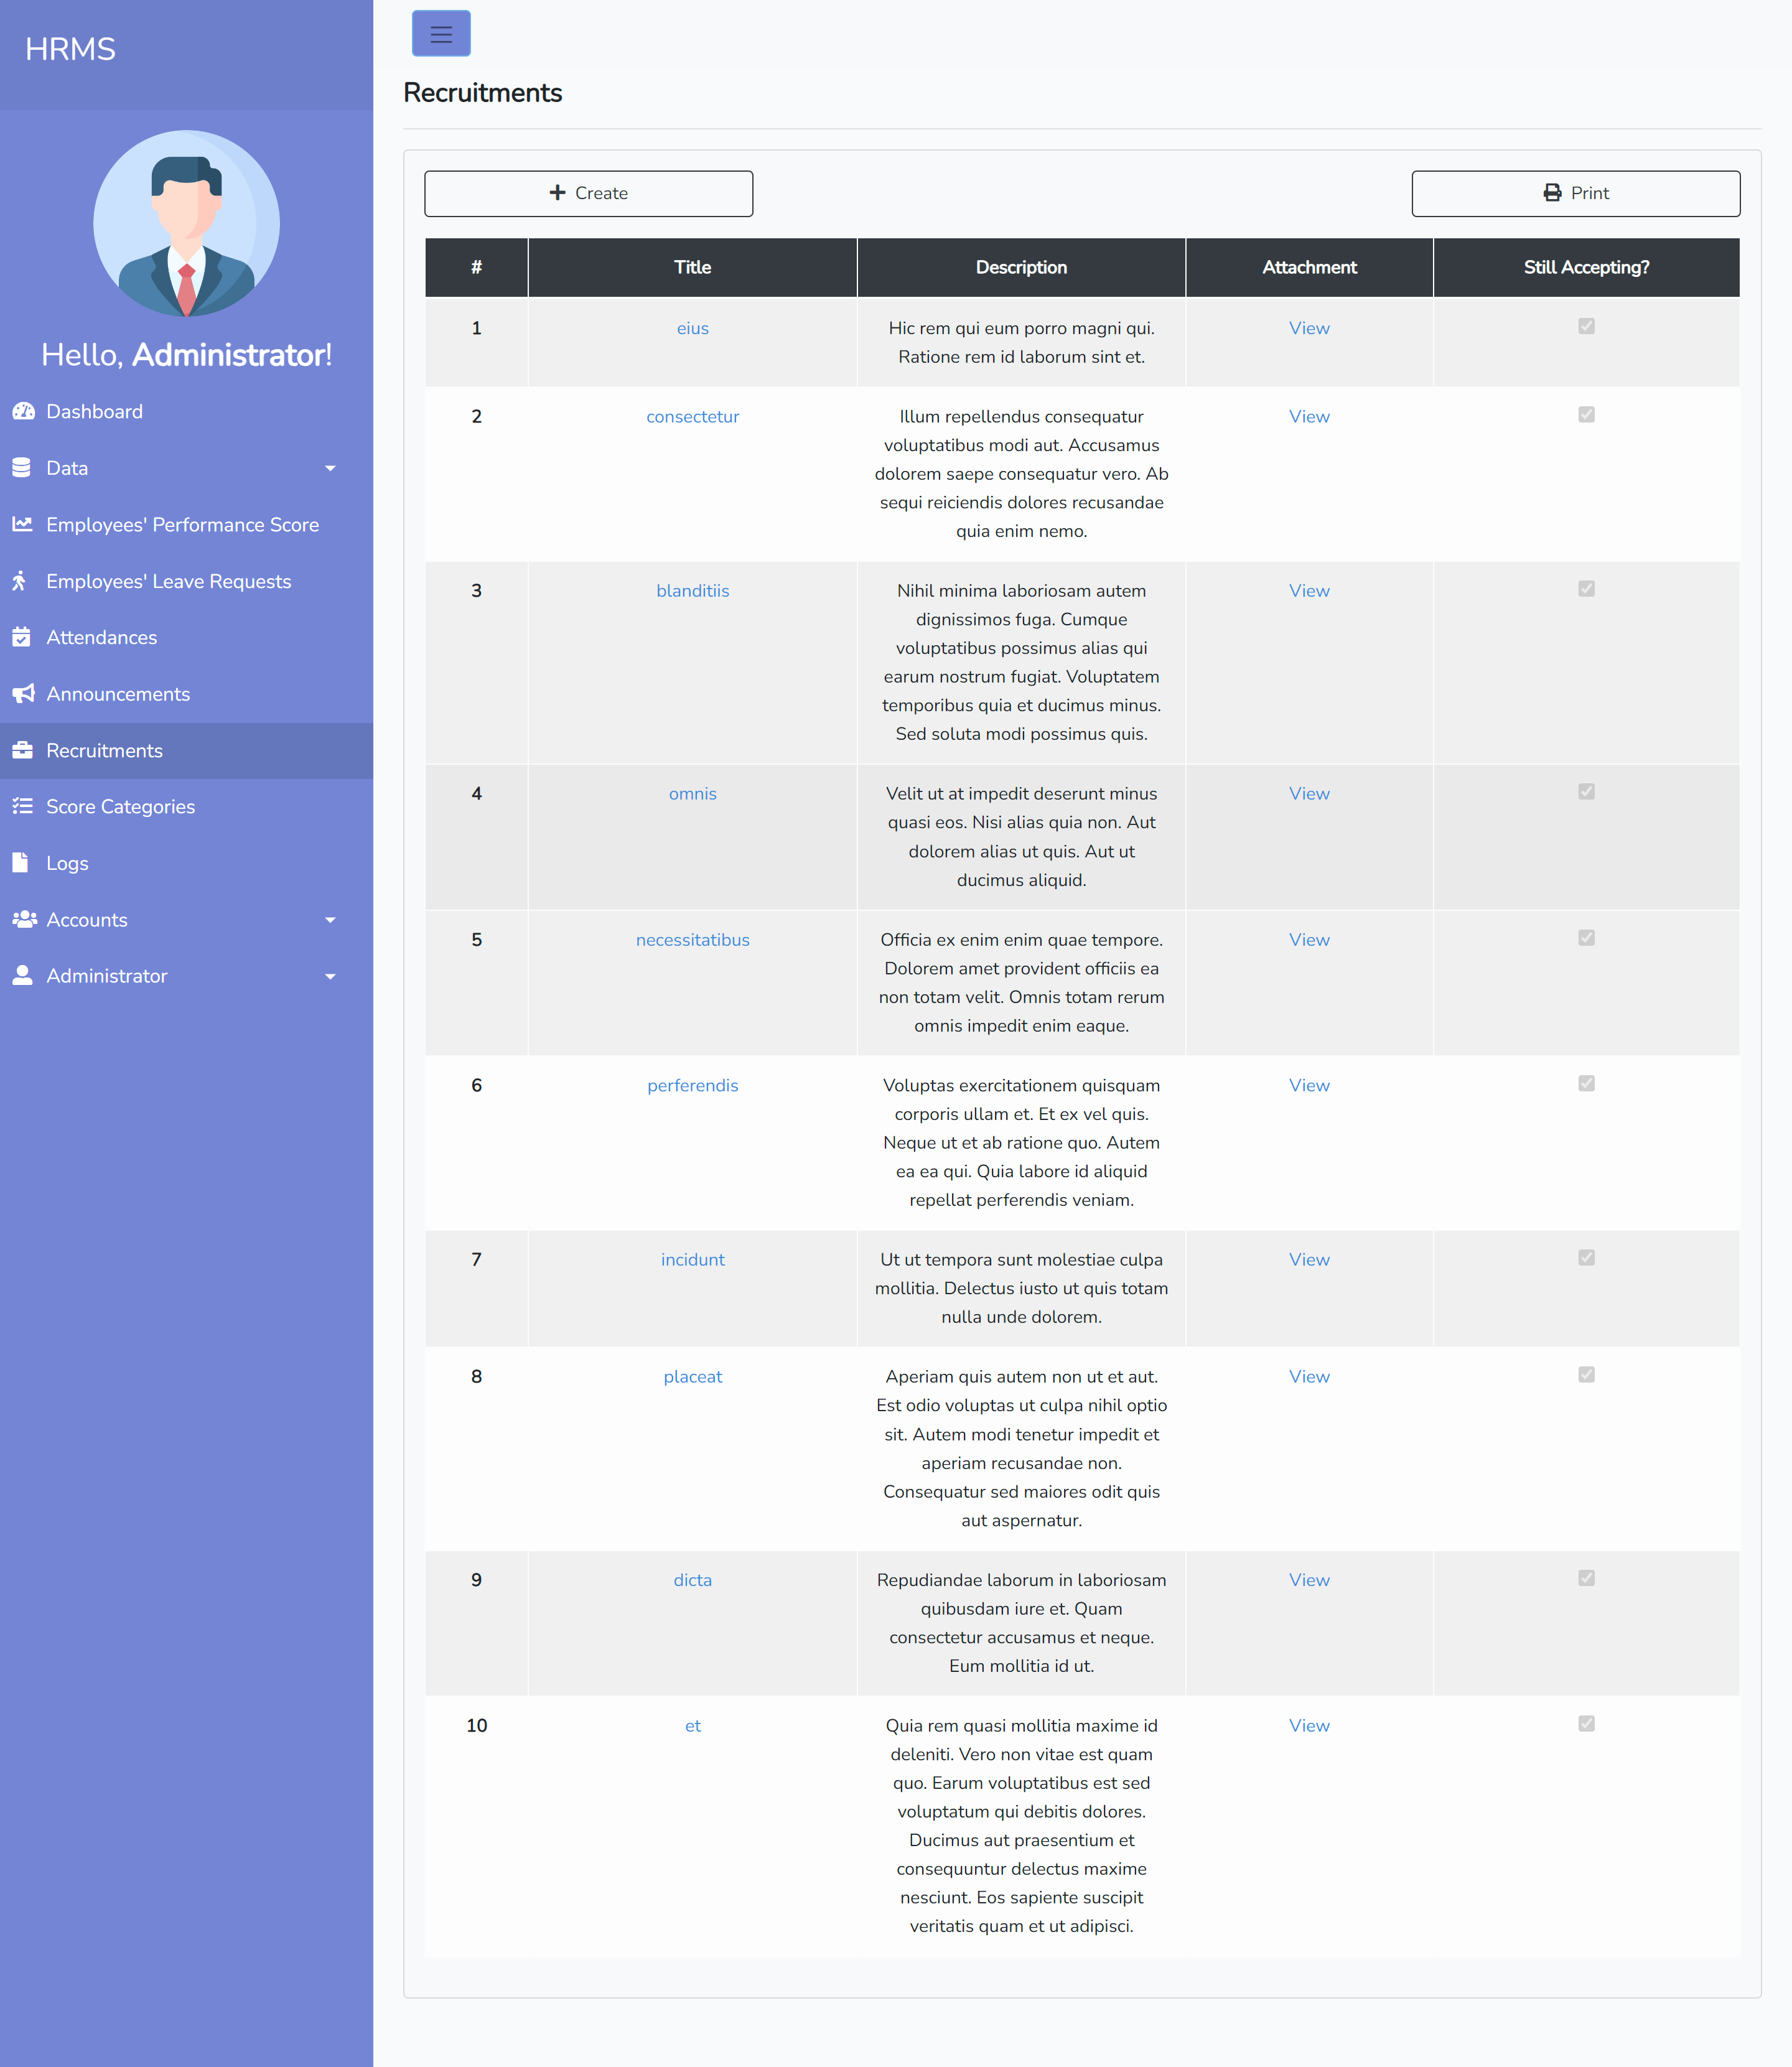 HRMS
Hello, Administrator!
Dashboard
Data
Employees' Performance Score
Employees' Leave Requests
Attendances
Announcements
Recruitments
Score Categories
Logs
Accounts
Administrator
Recruitments
Create
Print
# Title Description Attachment Still Accepting?
1 eius Hic rem qui eum porro magni qui. View
Ratione rem id laborum sint et.
2 consectetur Illum repellendus consequatur View
voluptatibus modi aut. Accusamus
dolorem saepe consequatur vero. Ab
sequi reiciendis dolores recusandae
quia enim nemo.
3 blanditiis Nihil minima laboriosam autem View
dignissimos fuga. Cumque
voluptatibus possimus alias qui
earum nostrum fugiat. Voluptatem
temporibus quia et ducimus minus.
Sed soluta modi possimus quis.
4 omnis Velit ut at impedit deserunt minus View
quasi eos. Nisi alias quia non. Aut
dolorem alias ut quis. Aut ut
ducimus aliquid.
5 necessitatibus Officia ex enim enim quae tempore. View
Dolorem amet provident officiis ea
non totam velit. Omnis totam rerum
omnis impedit enim eaque.
6 perferendis Voluptas exercitationem quisquam View
corporis ullam et. Et ex vel quis.
Neque ut et ab ratione quo. Autem
ea ea qui. Quia labore id aliquid
repellat perferendis veniam.
7 incidunt Ut ut tempora sunt molestiae culpa View
mollitia. Delectus iusto ut quis totam
nulla unde dolorem.
8 placeat Aperiam quis autem non ut et aut. View
Est odio voluptas ut culpa nihil optio
sit. Autem modi tenetur impedit et
aperiam recusandae non.
Consequatur sed maiores odit quis
aut aspernatur.
9 dicta Repudiandae laborum in laboriosam View
quibusdam iure et. Quam
consectetur accusamus et neque.
Eum mollitia id ut.
10 et Quia rem quasi mollitia maxime id View
deleniti. Vero non vitae est quam
quo. Earum voluptatibus est sed
voluptatum qui debitis dolores.
Ducimus aut praesentium et
consequuntur delectus maxime
nesciunt. Eos sapiente suscipit
veritatis quam et ut adipisci.